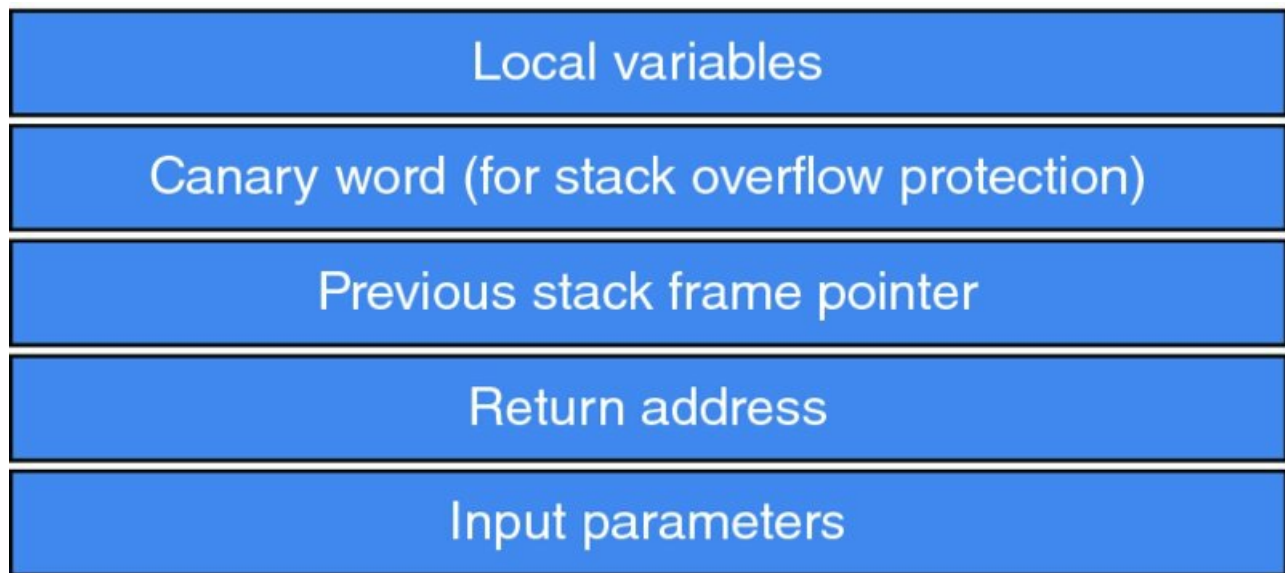 Local variables
Canary word (for stack overflow protection)
Previous stack frame pointer
Return address
Input parameters